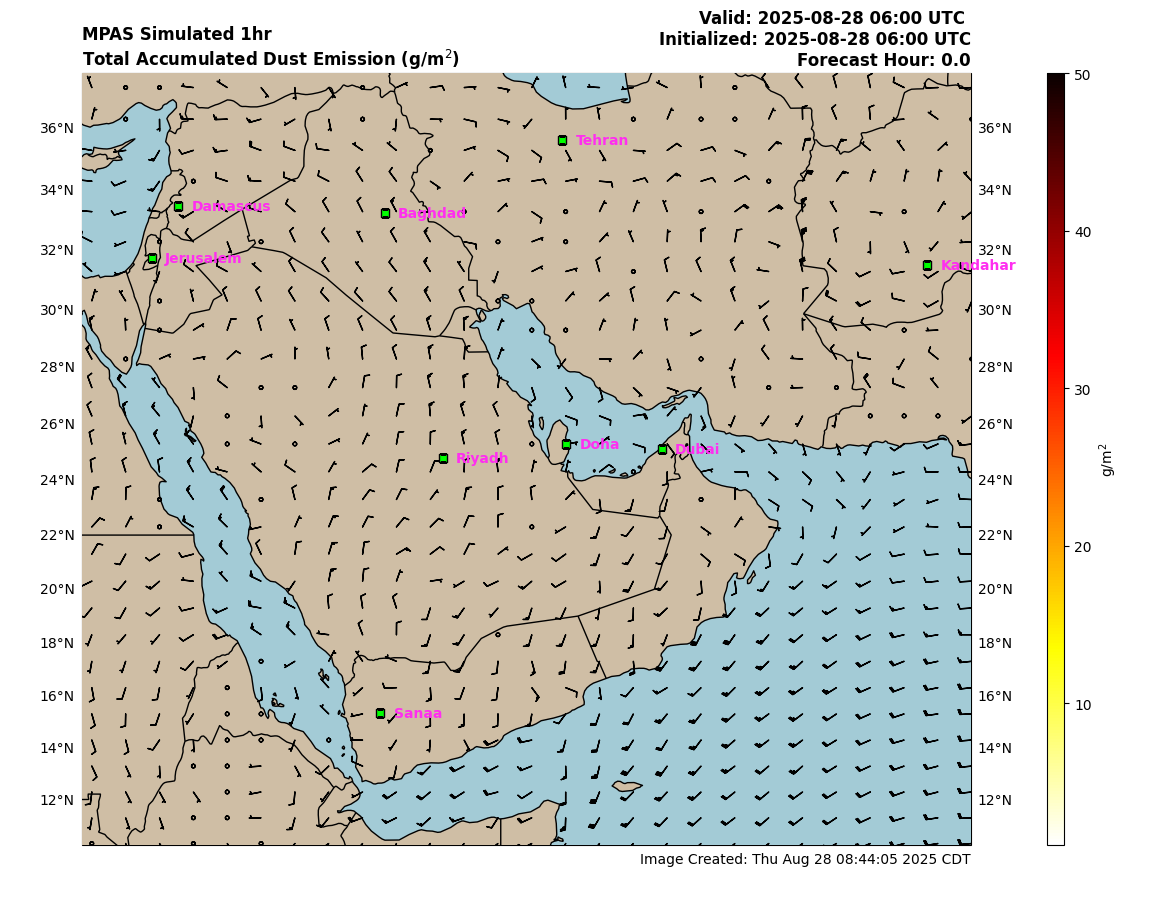 MPAS Simulated 1hr
Total Accumulated Dust Emission (g/m²)
Valid: 2025-08-28 06:00 UTC
Initialized: 2025-08-28 06:00 UTC
Forecast Hour: 0.0
36°N
34°N
32°N
30°N
28°N
26°N
24°N
22°N
20°N
18°N
16°N
14°N
12°N
Tehran
Damascus
Baghdad
Jerusalem
Kandahar
Doha
Dubai
Riyadh
Sanaa
36°N
34°N
32°N
30°N
28°N
26°N
24°N
22°N
20°N
18°N
16°N
14°N
12°N
50
40
30
20
10
g/m²
Image Created: Thu Aug 28 08:44:05 2025 CDT